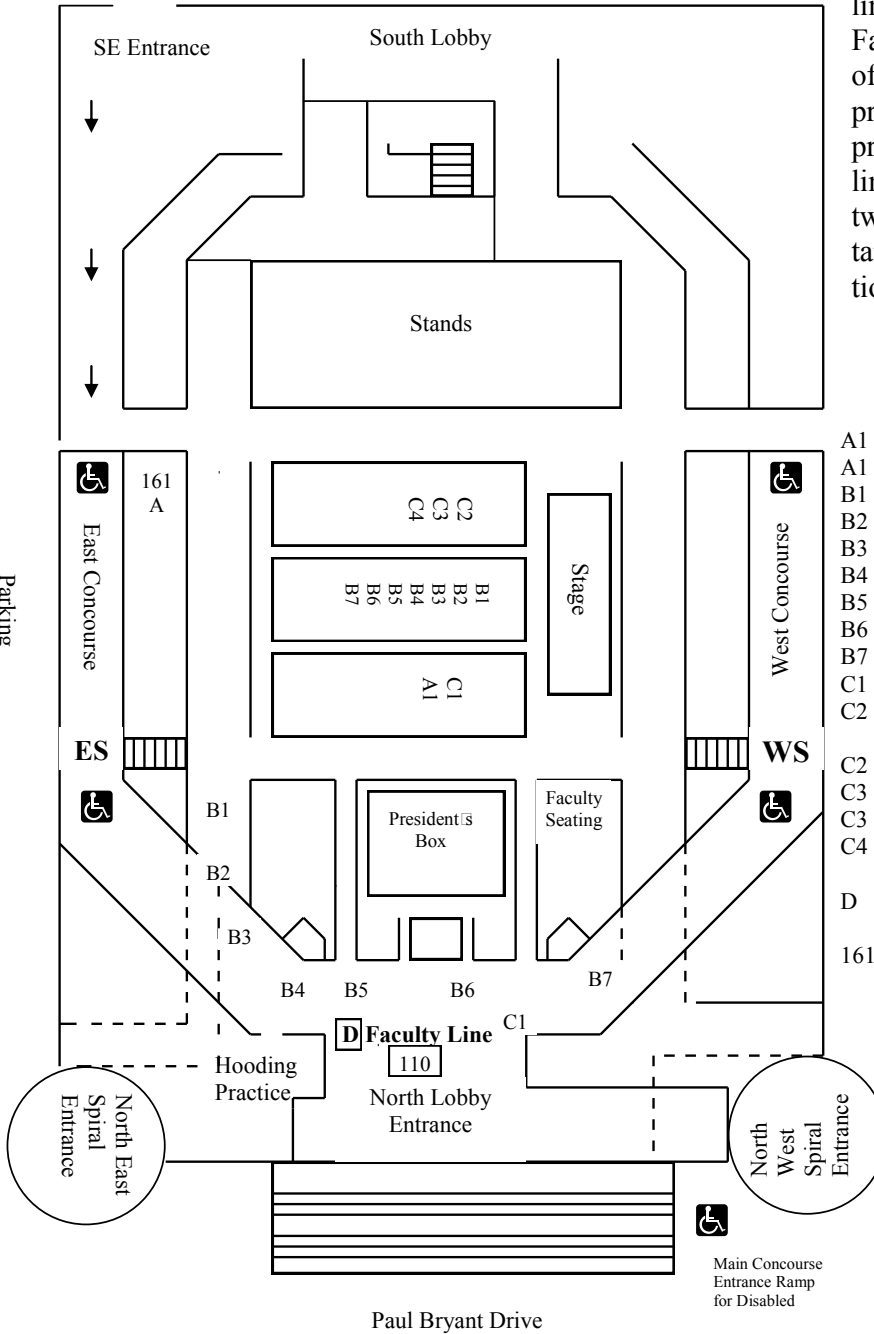 SE Entrance
South Lobby
Stands
161
A
East Concourse
Parking
C2
C3
C4
B1
B2
B3
B4
B5
B6
B7
C1
A1
Stage
West Concourse
ES
WS
B1
B2
B3
B4
B5
B6
B7
C1
President s
Box
Faculty
Seating
D Faculty Line
110
Hooding
Practice
North Lobby
Entrance
North East
Spiral
Entrance
North
West
Spiral
Entrance
Main Concourse
Entrance Ramp
for Disabled
Paul Bryant Drive
of
A1
A1
B1
B2
B3
B4
B5
B6
B7
C1
C2
C2
C3
C3
C4
D
161